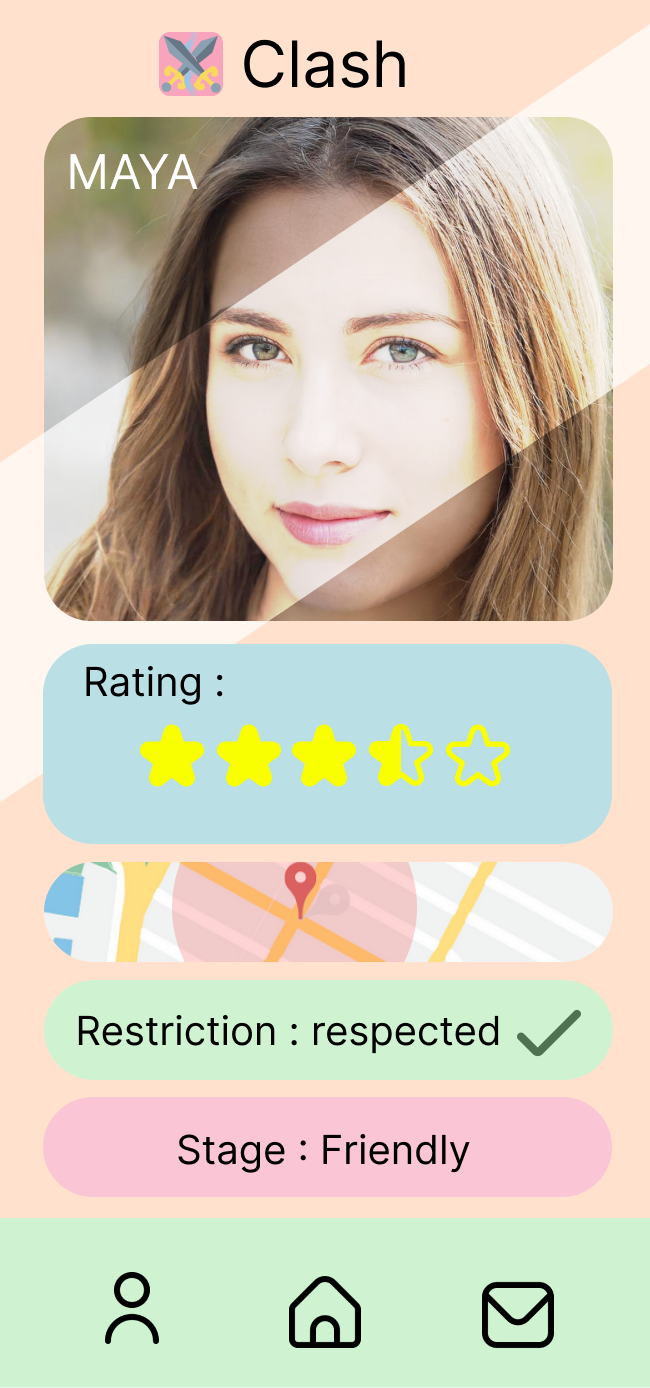 Clash
MAYA
Rating :
Restriction : respected
Stage : Friendly